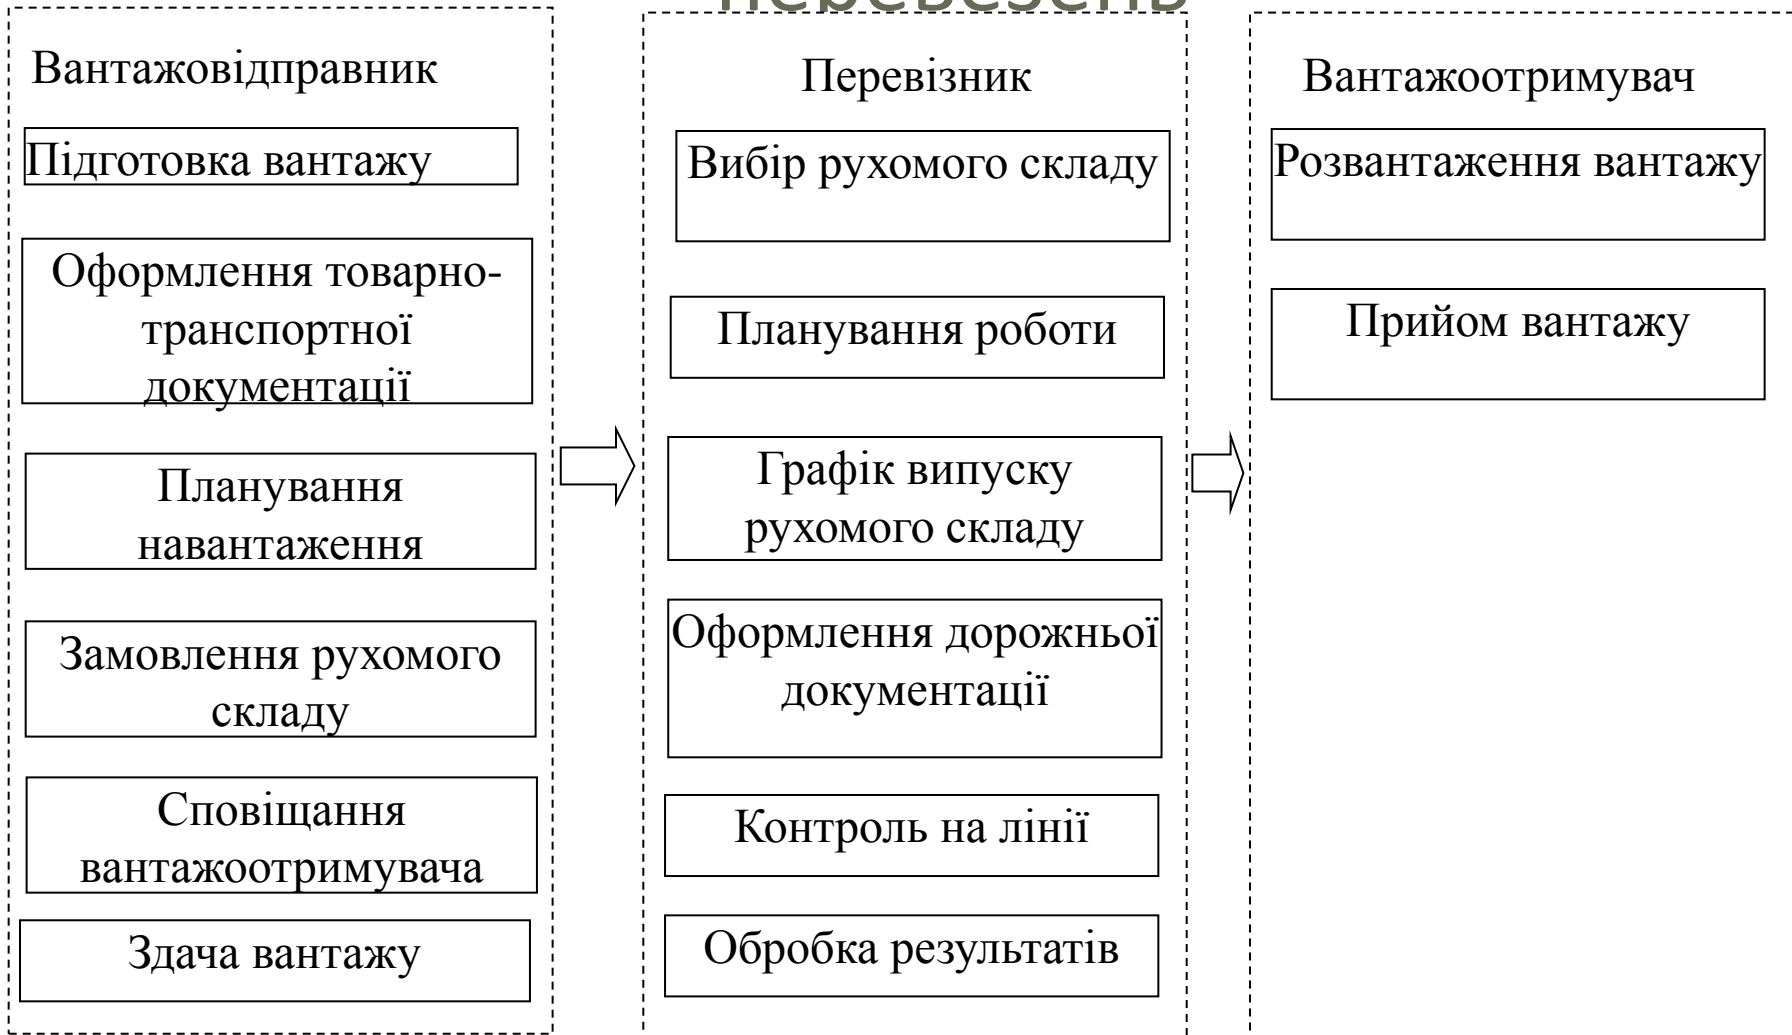 перевезень
Вантажовідправник
Підготовка вантажу
Оформлення товарно-
транспортної
документації
Планування
навантаження
Замовлення рухомого
складу
Сповіщання
вантажоотримувача
Здача вантажу
Перевізник
Вибір рухомого складу
Планування роботи
Графік випуску
рухомого складу
Оформлення дорожньої
документації
Контроль на лінії
Обробка результатів
Вантажоотримувач
Розвантаження вантажу
Прийом вантажу